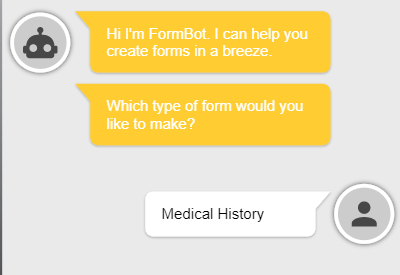 Hi I'm FormBot. I can help you
create forms in a breeze.
Which type of form would you
like to make?
Medical History